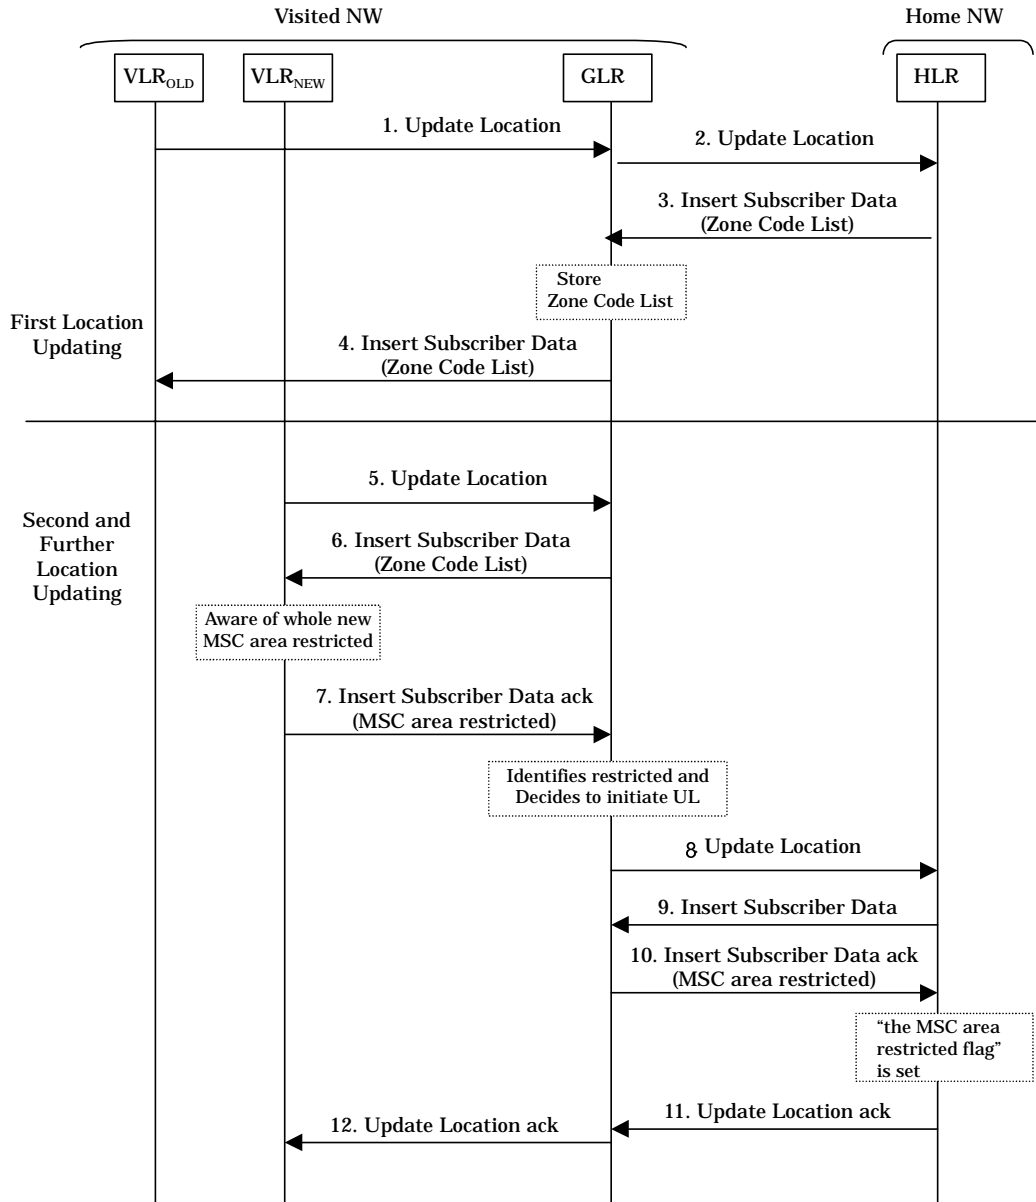 Visited NW
Home NW
VLROLD
VLRNEW
GLR
HLR
1. Update Location
2. Update Location
3. Insert Subscriber Data
(Zone Code List)
Store
Zone Code List
First Location
Updating
4. Insert Subscriber Data
(Zone Code List)
5. Update Location
Second and
Further
Location
Updating
6. Insert Subscriber Data
(Zone Code List)
Aware of whole new
MSC area restricted
7. Insert Subscriber Data ack
(MSC area restricted)
Identifies restricted and
Decides to initiate UL
8 Update Location
9. Insert Subscriber Data
10. Insert Subscriber Data ack
(MSC area restricted)
“the MSC area
restricted flag”
is set
11. Update Location ack
12. Update Location ack